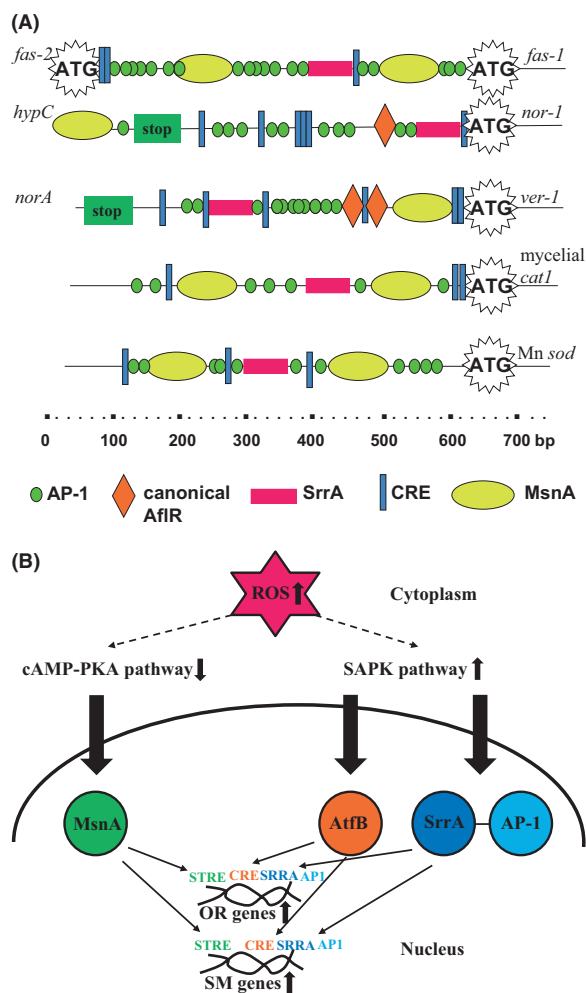 (A)
fas-2 ATG ATG fas-1
hypC stop ATG nor-1
norA stop ATG ver-1
mycelial
ATG cat1
ATG Mn sod
0 100 200 300 400 500 600 700 bp
AP-1 canonical AflR SrrA CRE MsnA
(B)
ROS Cytoplasm
cAMP-PKA pathway SAPK pathway
MsnA AtfB SrrA AP-1
STRE CRE SRRA AP1
OR genes
STRE CRE SRRA AP1 Nucleus
SM genes